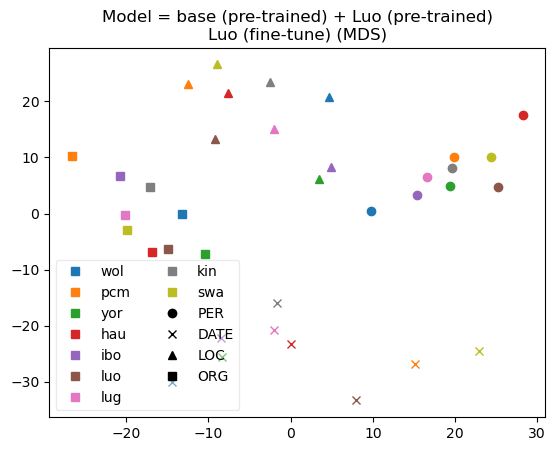 Model = base (pre-trained) + Luo (pre-trained)
Luo (fine-tune) (MDS)
20
10
0
−10
−20
−30
wol kin
pcm swa
yor PER
hau DATE
ibo LOC
luo ORG
lug
−20 −10 0 10 20 30